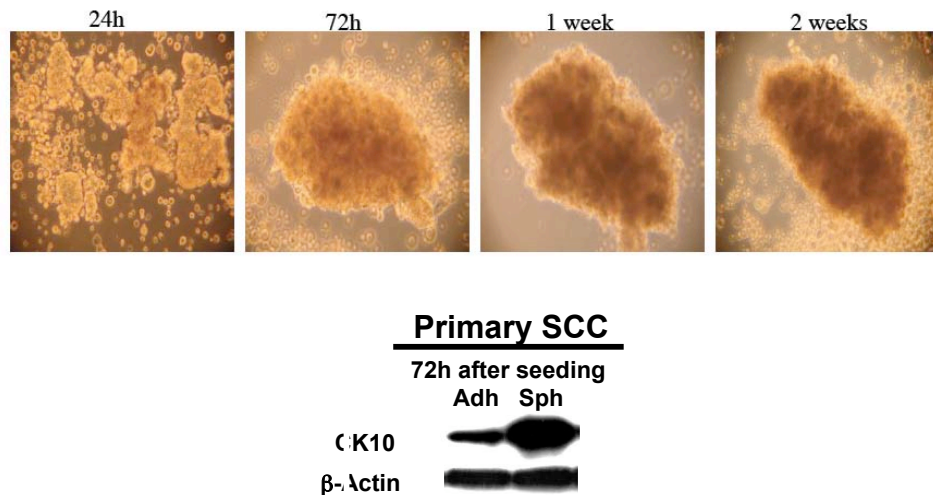 24h 72h 1 week 2 weeks
Primary SCC
72h after seeding
Adh Sph
CK10
β-Actin